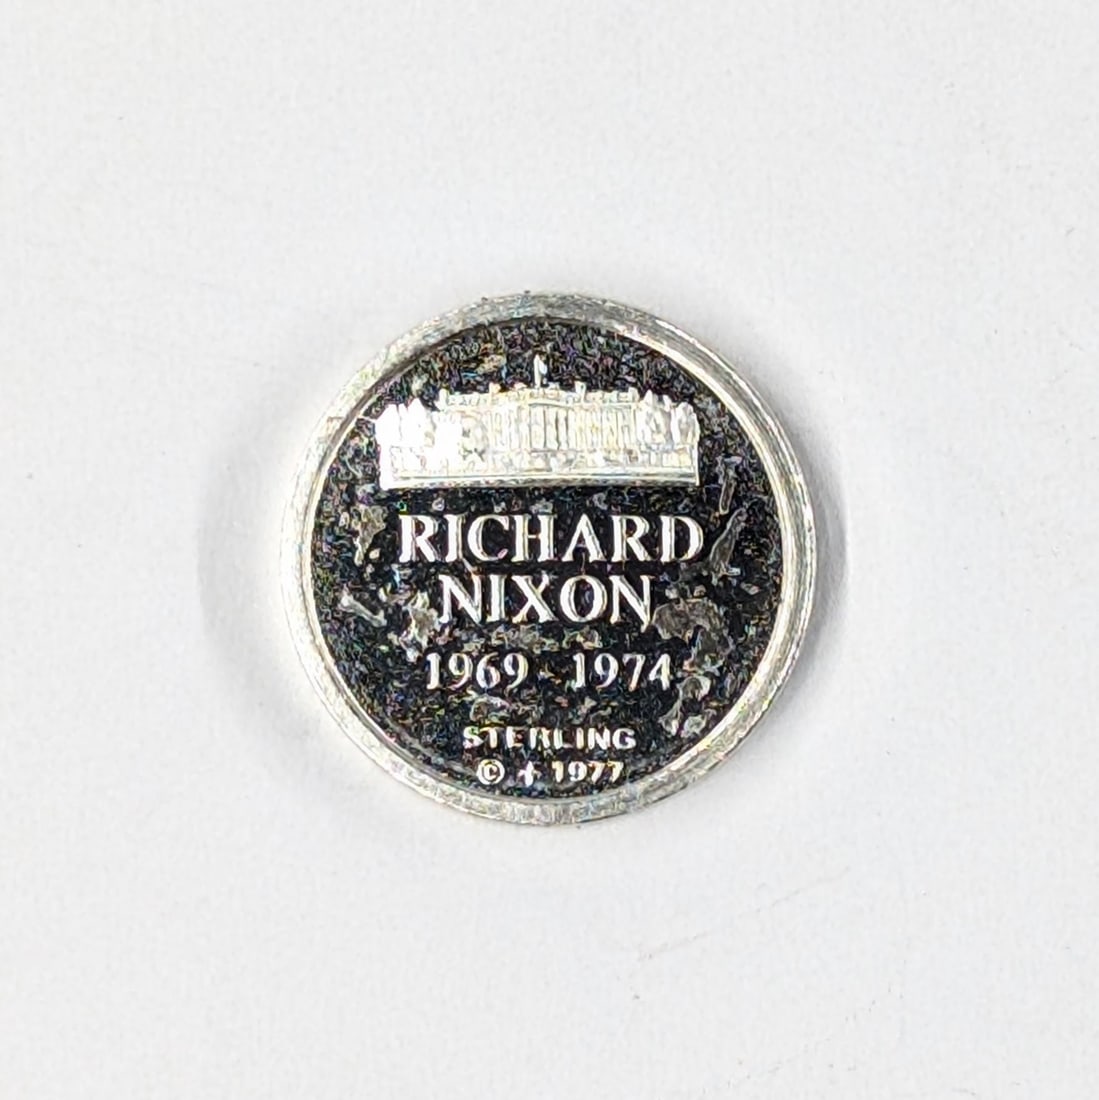 RICHARD
NIXON
1969 - 1974
STERLING
© 1977